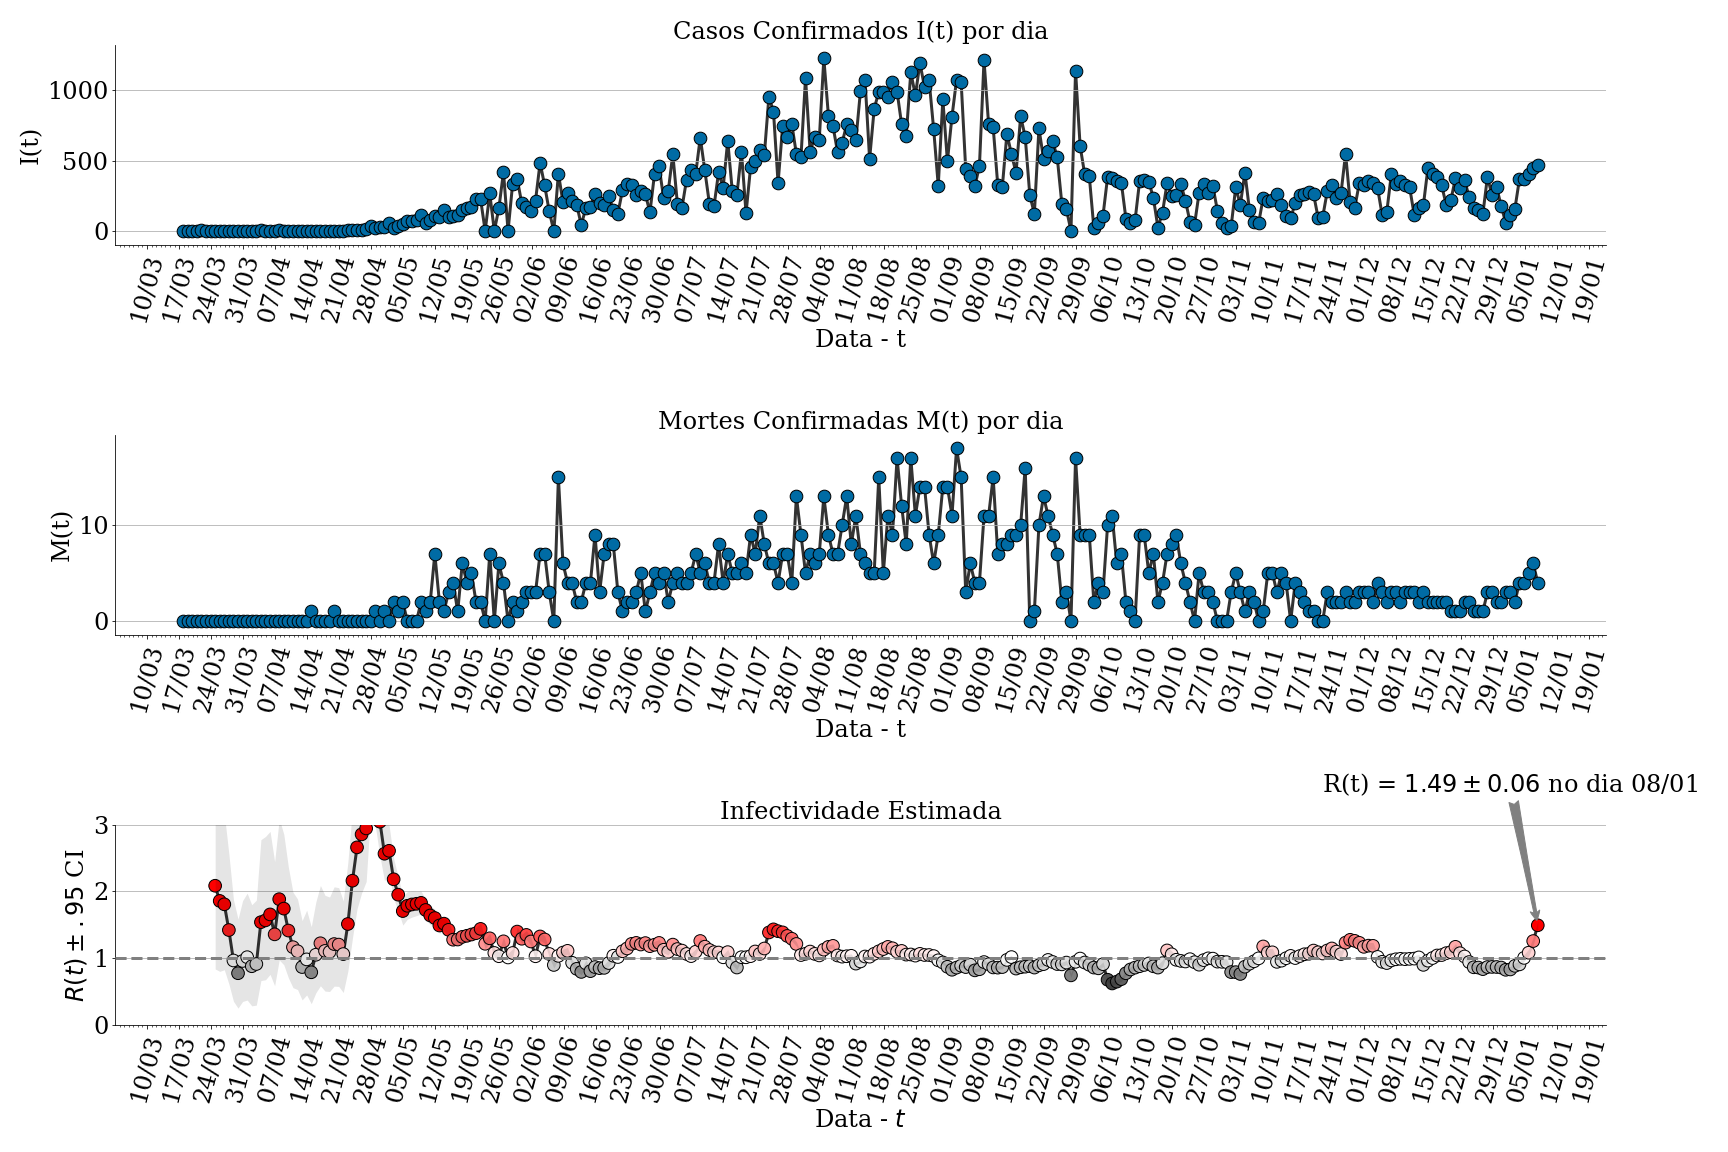 Casos Confirmados I(t) por dia
I(t)
1000
500
0
10/03 17/03 24/03 31/03 07/04 14/04 21/04 28/04 05/05 12/05 19/05 26/05 02/06 09/06 16/06 23/06 30/06 07/07 14/07 21/07 28/07 04/08 11/08 18/08 25/08 01/09 08/09 15/09 22/09 29/09 06/10 13/10 20/10 27/10 03/11 10/11 17/11 24/11 01/12 08/12 15/12 22/12 29/12 05/01 12/01 19/01
Data - t
Mortes Confirmadas M(t) por dia
M(t)
10
0
10/03 17/03 24/03 31/03 07/04 14/04 21/04 28/04 05/05 12/05 19/05 26/05 02/06 09/06 16/06 23/06 30/06 07/07 14/07 21/07 28/07 04/08 11/08 18/08 25/08 01/09 08/09 15/09 22/09 29/09 06/10 13/10 20/10 27/10 03/11 10/11 17/11 24/11 01/12 08/12 15/12 22/12 29/12 05/01 12/01 19/01
Data - t
R(t) = 1.49 ± 0.06 no dia 08/01
Infectividade Estimada
R(t) ± .95 CI
3
2
1
0
10/03 17/03 24/03 31/03 07/04 14/04 21/04 28/04 05/05 12/05 19/05 26/05 02/06 09/06 16/06 23/06 30/06 07/07 14/07 21/07 28/07 04/08 11/08 18/08 25/08 01/09 08/09 15/09 22/09 29/09 06/10 13/10 20/10 27/10 03/11 10/11 17/11 24/11 01/12 08/12 15/12 22/12 29/12 05/01 12/01 19/01
Data - t